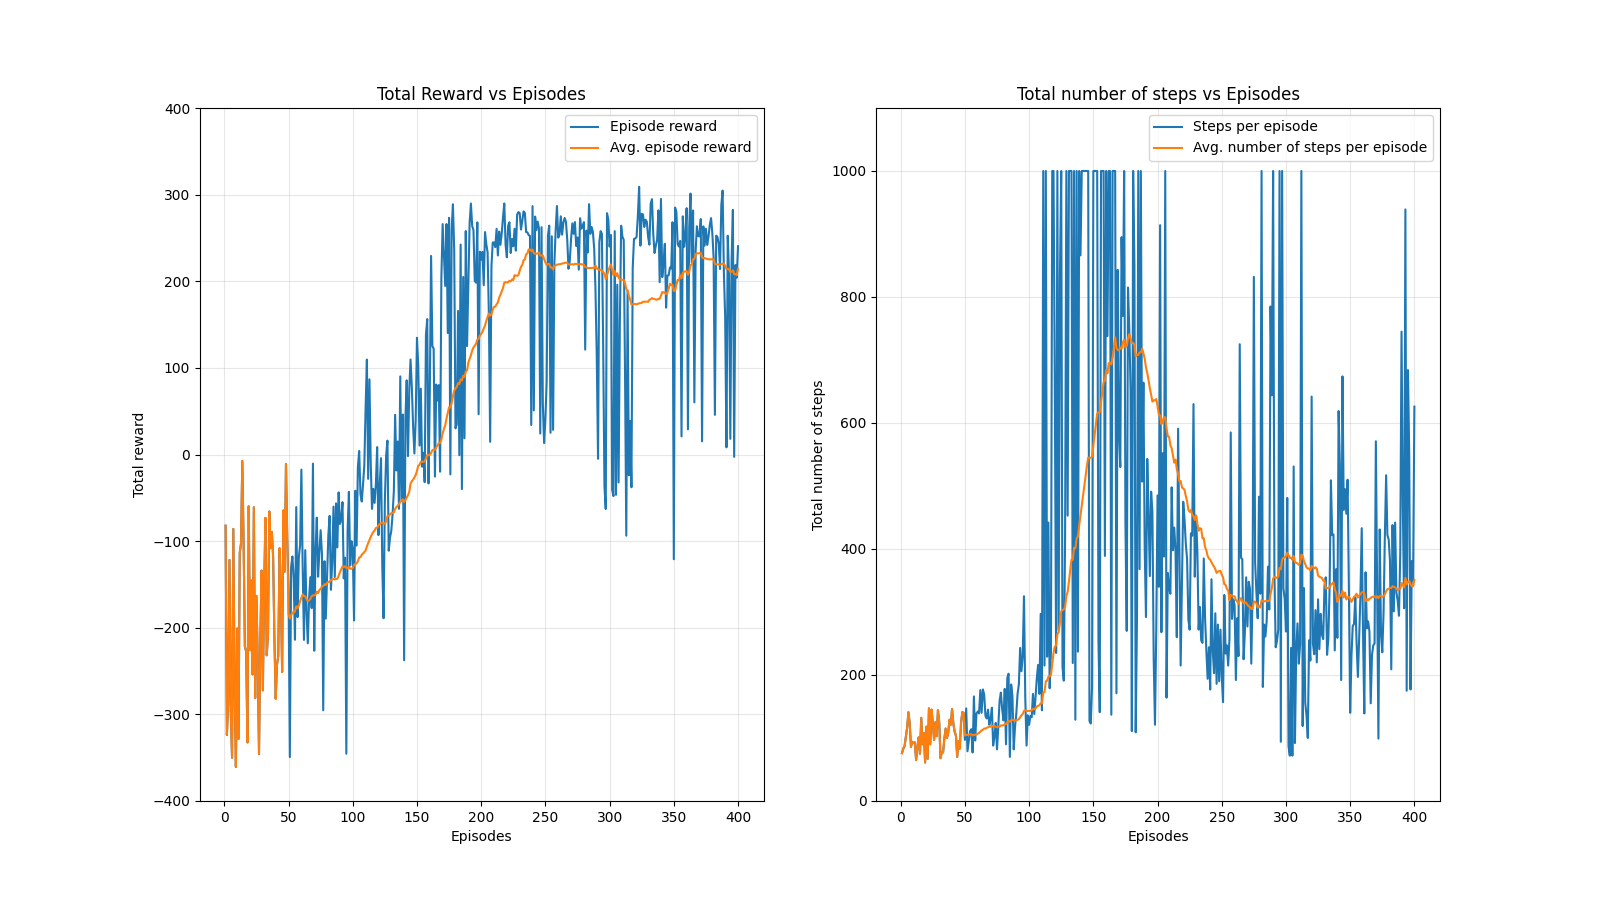 Total Reward vs Episodes
400
300
200
100
0
−100
−200
−300
−400
Total reward
Episode reward
Avg. episode reward
0 50 100 150 200 250 300 350 400
Episodes
Total number of steps vs Episodes
1000
800
600
400
200
0
Total number of steps
Steps per episode
Avg. number of steps per episode
0 50 100 150 200 250 300 350 400
Episodes